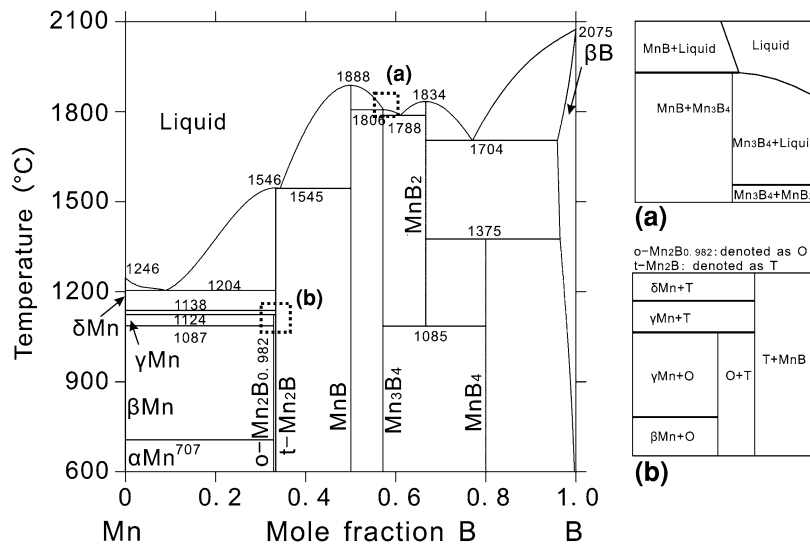 2100
1800
1500
1200
900
600
Temperature (°C)
Liquid
1888
(a)
1834
2075
βB
1806
1788
1704
1546
1545
MnB₂
1375
1246
1204
1138
1124
1087
(b)
1085
δMn
γMn
βMn
αMn
707
o-Mn₂B₀.₉₈₂
t-Mn₂B
MnB
Mn₃B₄
MnB₄
0
0.2
0.4
0.6
0.8
1.0
Mn
Mole fraction B
B
MnB+Liquid
Liquid
MnB+Mn₃B₄
Mn₃B₄+Liqui
Mn₃B₄+MnB₂
(a)
o-Mn₂B₀.₉₈₂: denoted as O
t-Mn₂B: denoted as T
δMn+T
γMn+T
γMn+O
O+T
T+MnB
βMn+O
(b)